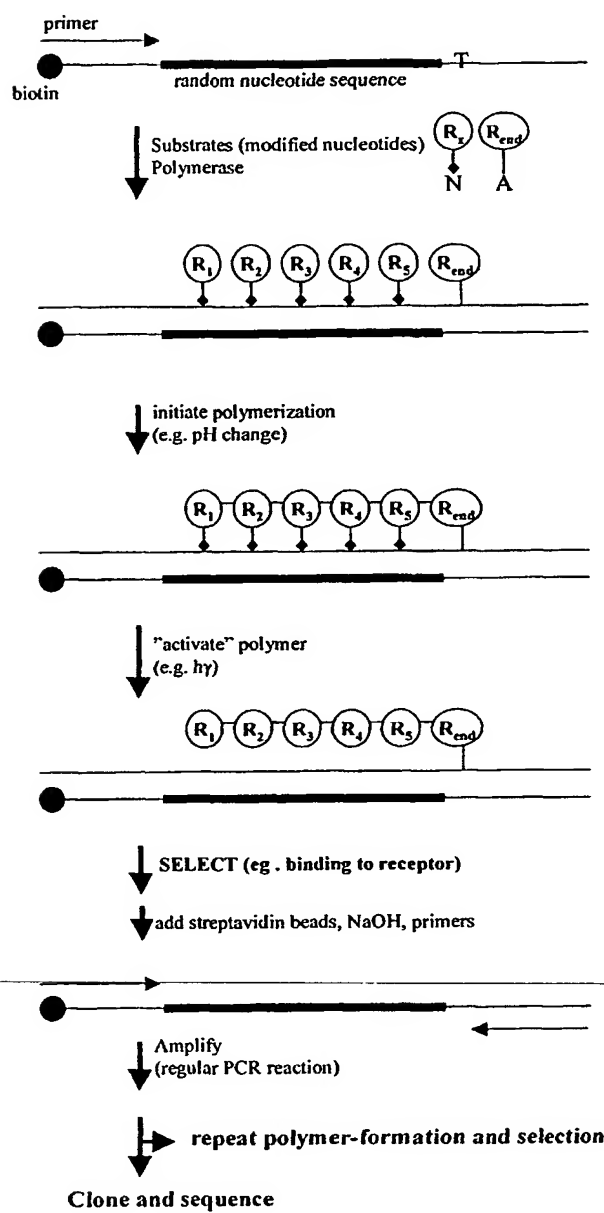 primer
T
biotin
random nucleotide sequence
Substrates (modified nucleotides)
Polymerase
Rx Rend
N A
R1 R2 R3 R4 R5 Rend
initiate polymerization
(e.g. pH change)
R1 R2 R3 R4 R5 Rend
"activate" polymer
(e.g. hγ)
R1 R2 R3 R4 R5 Rend
SELECT (eg . binding to receptor)
add streptavidin beads, NaOH, primers
Amplify
(regular PCR reaction)
repeat polymer-formation and selection
Clone and sequence